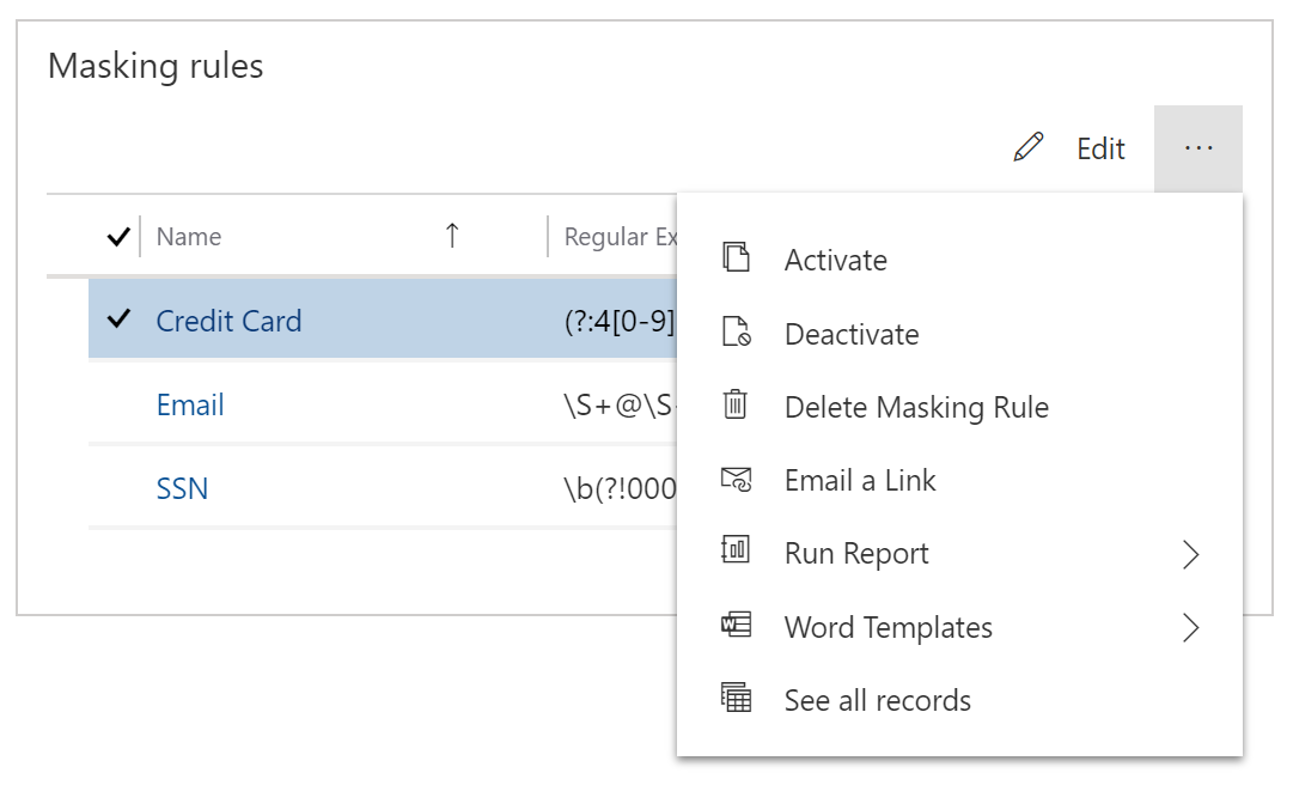 Masking rules
Edit ...
Name ↑ Regular Ex
Credit Card (?:4[0-9]
Email \S+@\S
SSN \b(?!000
Activate
Deactivate
Delete Masking Rule
Email a Link
Run Report
Word Templates
See all records